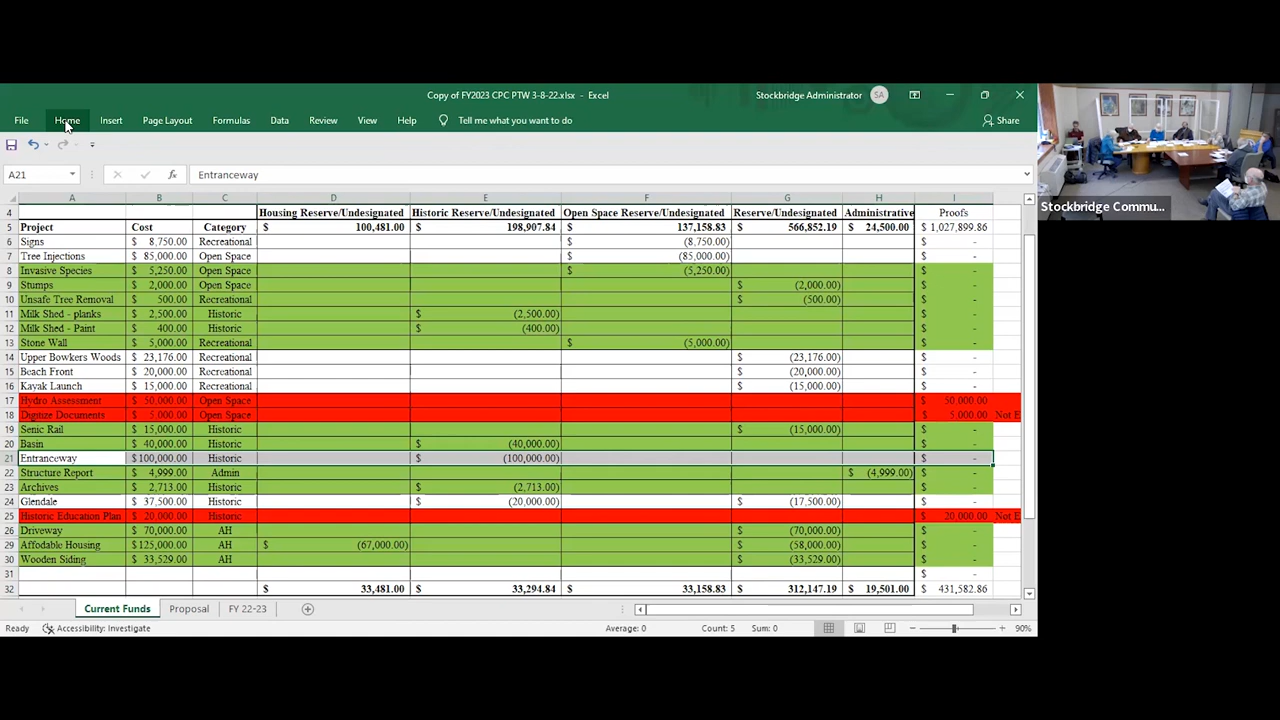 Copy of FY2023 CPC PTW 3-8-22.xlsx - Excel Stockbridge Administrator SA
File Home Insert Page Layout Formulas Data Review View Help Tell me what you want to do Share
A21 fx Entranceway
A B C D E F G H I
4 Housing Reserve/Undesignated Historic Reserve/Undesignated Open Space Reserve/Undesignated Reserve/Undesignated Administrative Proofs
5 Project Cost Category $ 100,481.00 $ 198,907.84 $ 137,158.83 $ 566,852.19 $ 24,500.00 $ 1,027,899.86
6 Signs $ 8,750.00 Recreational $ (8,750.00) $ -
7 Tree Injections $ 85,000.00 Open Space $ (85,000.00) $ -
8 Invasive Species $ 5,250.00 Open Space $ (5,250.00) $ -
9 Stumps $ 2,000.00 Open Space $ (2,000.00) $ -
10 Unsafe Tree Removal $ 500.00 Recreational $ (500.00) $ -
11 Milk Shed - planks $ 2,500.00 Historic $ (2,500.00) $ -
12 Milk Shed - Paint $ 400.00 Historic $ (400.00) $ -
13 Stone Wall $ 5,000.00 Recreational $ (5,000.00) $ -
14 Upper Bowkers Woods $ 23,176.00 Recreational $ (23,176.00) $ -
15 Beach Front $ 20,000.00 Recreational $ (20,000.00) $ -
16 Kayak Launch $ 15,000.00 Recreational $ (15,000.00) $ -
17 Hydro Assessment $ 50,000.00 Open Space $ 50,000.00
18 Digitize Documents $ 5,000.00 Open Space $ 5,000.00 Not E
19 Senic Rail $ 15,000.00 Historic $ (15,000.00) $ -
20 Basin $ 40,000.00 Historic $ (40,000.00) $ -
21 Entranceway $100,000.00 Historic $ (100,000.00) $ -
22 Structure Report $ 4,999.00 Admin $ (4,999.00) $ -
23 Archives $ 2,713.00 Historic $ (2,713.00) $ -
24 Glendale $ 37,500.00 Historic $ (20,000.00) $ (17,500.00) $ -
25 Historic Education Plan $ 20,000.00 Historic $ 20,000.00 Not E
26 Driveway $ 70,000.00 AH $ (70,000.00) $ -
29 Affodable Housing $125,000.00 AH $ (67,000.00) $ (58,000.00) $ -
30 Wooden Siding $ 33,529.00 AH $ (33,529.00) $ -
31 $ -
32 33,481.00 33,294.84 33,158.83 312,147.19 19,501.00 $ 431,582.86
Current Funds Proposal FY 22-23
Ready Accessibility: Investigate Average: 0 Count: 5 Sum: 0 90%
Stockbridge Commu...